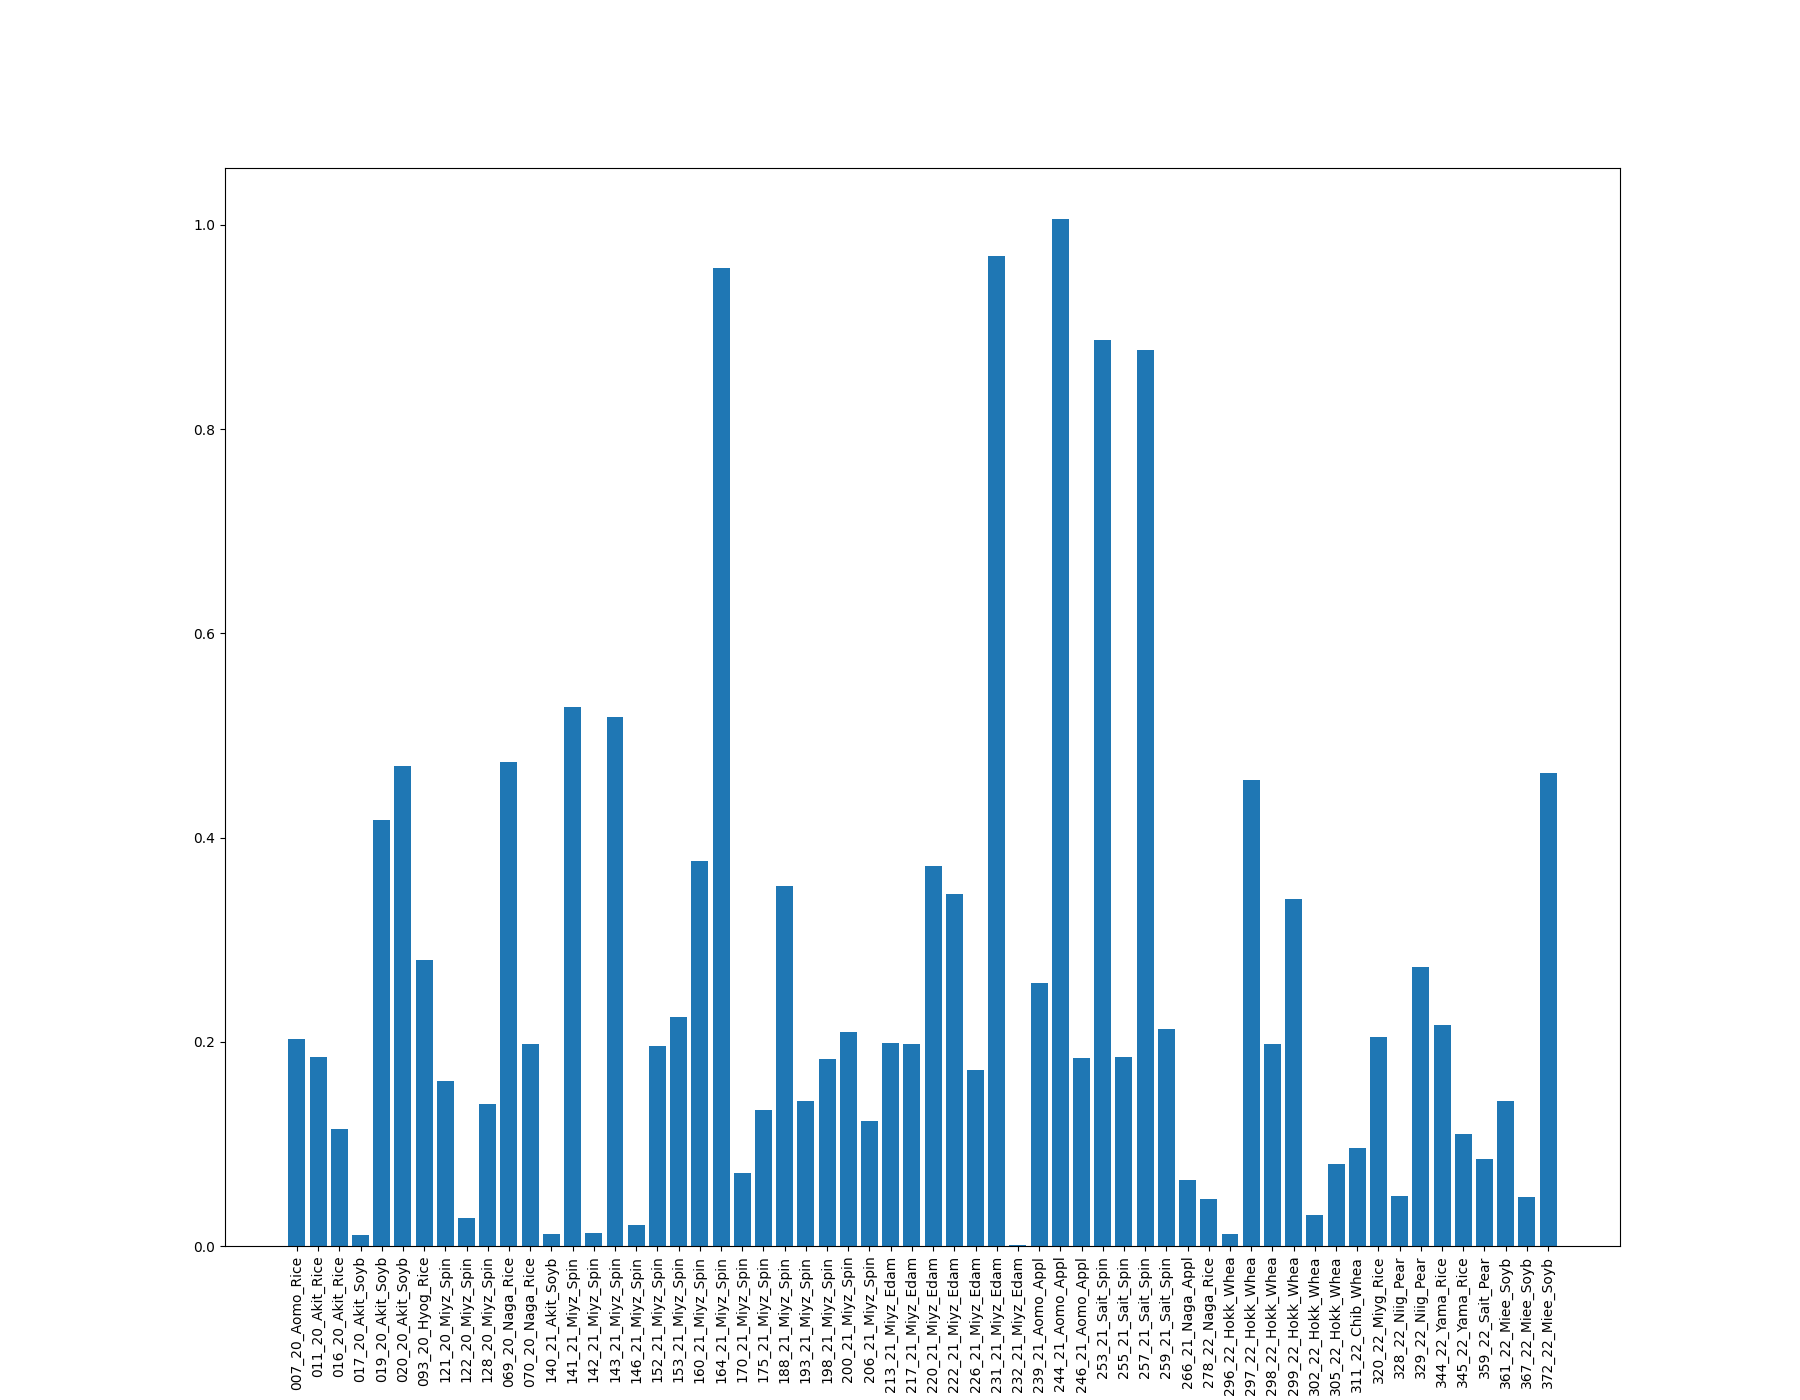 1.0
0.8
0.6
0.4
0.2
0.0
007_20_Aomo_Rice
011_20_Akit_Rice
016_20_Akit_Rice
017_20_Akit_Soyb
019_20_Akit_Soyb
020_20_Akit_Soyb
093_20_Hyog_Rice
121_20_Miyz_Spin
122_20_Miyz_Spin
128_20_Miyz_Spin
069_20_Naga_Rice
070_20_Naga_Rice
140_21_Akit_Soyb
141_21_Miyz_Spin
142_21_Miyz_Spin
143_21_Miyz_Spin
146_21_Miyz_Spin
152_21_Miyz_Spin
153_21_Miyz_Spin
160_21_Miyz_Spin
164_21_Miyz_Spin
170_21_Miyz_Spin
175_21_Miyz_Spin
188_21_Miyz_Spin
193_21_Miyz_Spin
198_21_Miyz_Spin
200_21_Miyz_Spin
206_21_Miyz_Spin
213_21_Miyz_Edam
217_21_Miyz_Edam
220_21_Miyz_Edam
222_21_Miyz_Edam
226_21_Miyz_Edam
231_21_Miyz_Edam
232_21_Miyz_Edam
239_21_Aomo_Appl
244_21_Aomo_Appl
246_21_Aomo_Appl
253_21_Sait_Spin
255_21_Sait_Spin
257_21_Sait_Spin
259_21_Sait_Spin
266_21_Naga_Appl
278_22_Naga_Rice
296_22_Hokk_Whea
297_22_Hokk_Whea
298_22_Hokk_Whea
299_22_Hokk_Whea
302_22_Hokk_Whea
305_22_Hokk_Whea
311_22_Chib_Whea
320_22_Miyg_Rice
328_22_Niig_Pear
329_22_Niig_Pear
344_22_Yama_Rice
345_22_Yama_Rice
359_22_Sait_Pear
361_22_Miee_Soyb
367_22_Miee_Soyb
372_22_Miee_Soyb